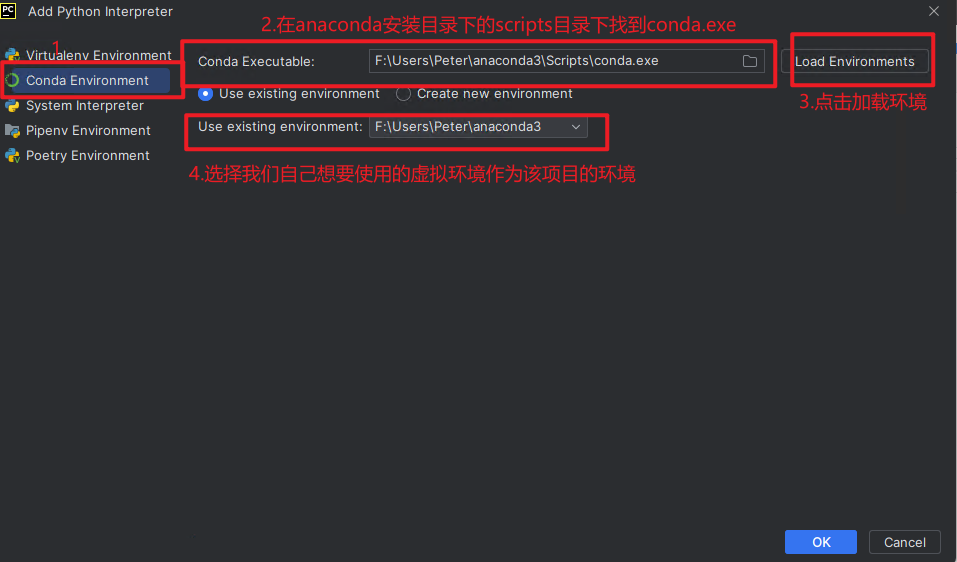 PC Add Python Interpreter
2.在anaconda安装目录下的scripts目录下找到conda.exe
1
Virtualenv Environment
Conda Environment
System Interpreter
Pipenv Environment
Poetry Environment
Conda Executable: F:\Users\Peter\anaconda3\Scripts\conda.exe
Load Environments
3.点击加载环境
Use existing environment Create new environment
Use existing environment: F:\Users\Peter\anaconda3
4.选择我们自己想要使用的虚拟环境作为该项目的环境
OK Cancel